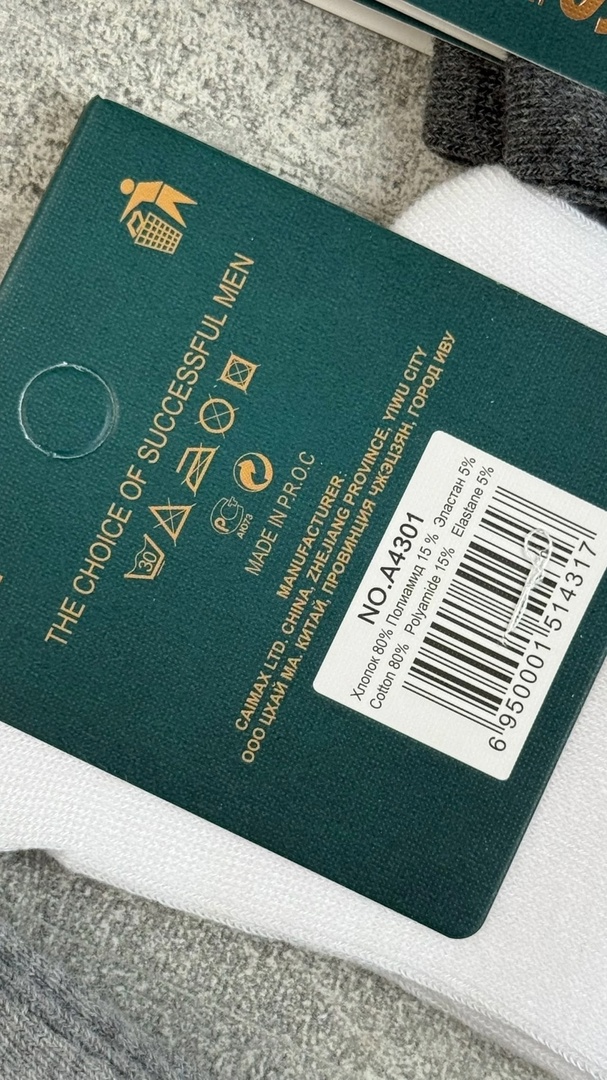 THE CHOICE OF SUCCESSFUL MEN
30
АЮ73
MADE IN P.R.O.C
MANUFACTURER:
CAIMAX LTD. CHINA, ZHEJIANG PROVINCE, YIWU CITY
ООО ЦХАЙ МА. КИТАЙ, ПРОВИНЦИЯ ЧЖЭЦЗЯН, ГОРОД ИВУ
NO.A4301
Хлопок 80% Полиамид 15 % Эластан 5%
Cotton 80% Polyamide 15% Elastane 5%
6 950001 514317